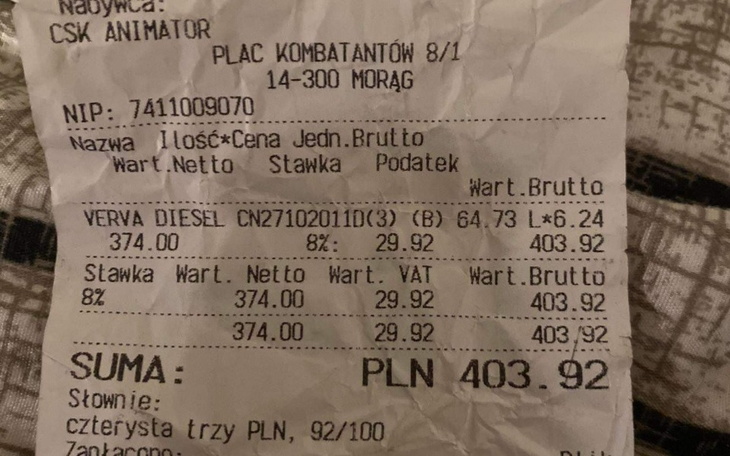 Nabywca:
CSK ANIMATOR
PLAC KOMBATANTÓW 8/1
14-300 MORĄG
NIP: 7411009070
Nazwa Ilość*Cena Jedn.Brutto
Wart.Netto Stawka Podatek
Wart.Brutto
VERVA DIESEL CN27102011D(3) (B) 64.73 L*6.24
374.00 8%: 29.92 403.92
Stawka Wart. Netto Wart. VAT Wart.Brutto
8% 374.00 29.92 403.92
374.00 29.92 403.92
SUMA: PLN 403.92
Słownie:
czterysta trzy PLN, 92/100
Zapłacono: